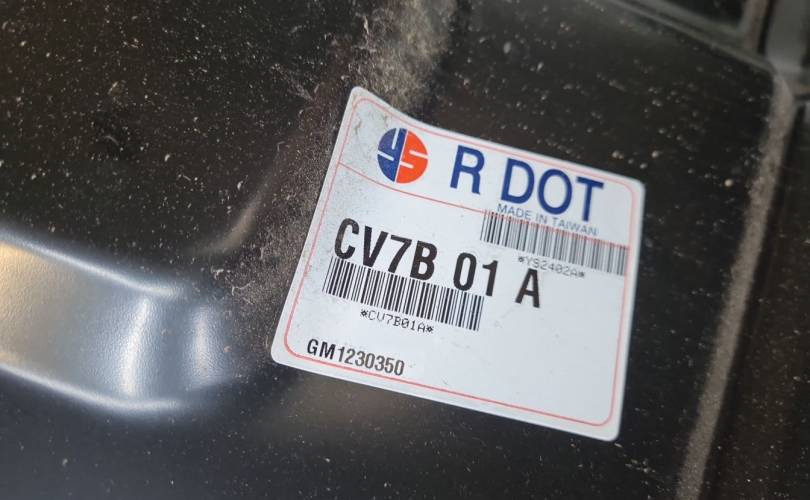 YS R DOT
MADE IN TAIWAN
*YS2402A*
CV7B 01 A
*CV7B01A*
GM1230350